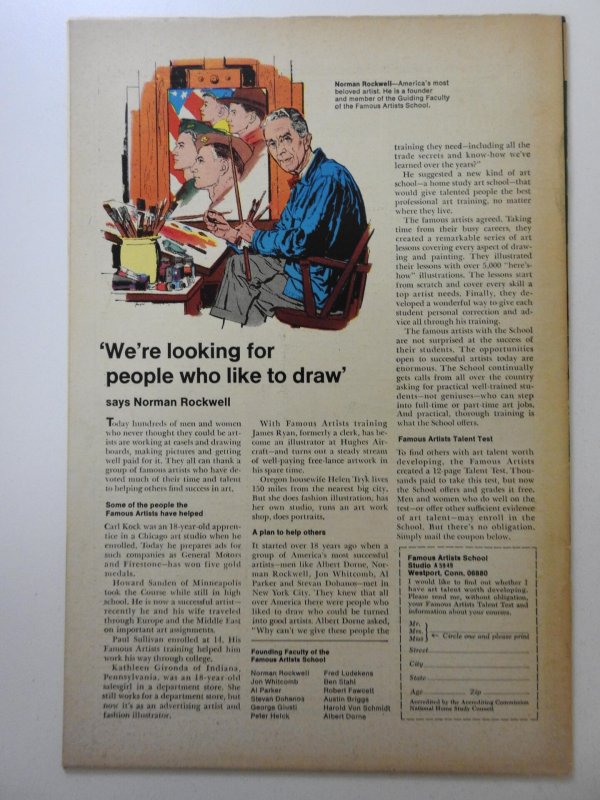 Norman Rockwell—America's most
beloved artist. He is a founder
and member of the Guiding Faculty
of the Famous Artists School.
'We're looking for
people who like to draw'
says Norman Rockwell
Today hundreds of men and women
who never thought they could be art-
ists are working at easels and drawing
boards, making pictures and getting
well paid for it. They all can thank a
group of famous artists who have de-
voted much of their time and talent
to helping others find success in art.
Some of the people the
Famous Artists have helped
Carl Kock was an 18-year-old appren-
tice in a Chicago art studio when he
enrolled. Today he prepares ads for
such companies as General Motors
and Firestone—has won five gold
medals.
Howard Sanden of Minneapolis
took the Course while still in high
school. He is now a successful artist—
recently he and his wife traveled
through Europe and the Middle East
on important art assignments.
Paul Sullivan enrolled at 14. His
Famous Artists training helped him
work his way through college.
Kathleen Gironda of Indiana,
Pennsylvania, was an 18-year-old
salesgirl in a department store. She
still works for a department store, but
now it's as an advertising artist and
fashion illustrator.
With Famous Artists training
James Ryan, formerly a clerk, has be-
come an illustrator at Hughes Air-
craft—and turns out a steady stream
of well-paying free-lance artwork in
his spare time.
Oregon housewife Helen Tryk lives
150 miles from the nearest big city.
But she does fashion illustration, has
her own studio, runs an art work
shop, does portraits.
A plan to help others
It started over 18 years ago when a
group of America's most successful
artists—men like Albert Dorne, Nor-
man Rockwell, Jon Whitcomb, Al
Parker and Stevan Dohanos—met in
New York City. They knew that all
over America there were people who
liked to draw who could be turned
into good artists. Albert Dorne asked,
"Why can't we give these people the
training they need—including all the
trade secrets and know-how we've
learned over the years?"
He suggested a new kind of art
school—a home study art school—that
would give talented people the best
professional art training, no matter
where they live.
The famous artists agreed. Taking
time from their busy careers, they
created a remarkable series of art
lessons covering every aspect of draw-
ing and painting. They illustrated
their lessons with over 5,000 "here's-
how" illustrations. The lessons start
from scratch and cover every skill a
top artist needs. Finally, they de-
veloped a wonderful way to give each
student personal correction and ad-
vice all through his training.
The famous artists with the School
are not surprised at the success of
their students. The opportunities
open to successful artists today are
enormous. The School continually
gets calls from all over the country
asking for practical well-trained stu-
dents—not geniuses—who can step
into full-time or part-time art jobs.
And practical, thorough training is
what the School offers.
Famous Artists Talent Test
To find others with art talent worth
developing, the Famous Artists
created a 12-page Talent Test. Thou-
sands paid to take this test, but now
the School offers and grades it free.
Men and women who do well on the
test—or offer other sufficient evidence
of art talent—may enroll in the
School. But there's no obligation.
Simply mail the coupon below.
Founding Faculty of the
Famous Artists School
Norman Rockwell
Jon Whitcomb
Al Parker
Stevan Dohanos
George Giusti
Peter Helck
Fred Ludekens
Ben Stahl
Robert Fawcett
Austin Briggs
Harold Von Schmidt
Albert Dorne
Famous Artists School
Studio A5949
Westport, Conn. 06880
I would like to find out whether I
have art talent worth developing.
Please send me, without obligation,
your Famous Artists Talent Test and
information about your courses.
Mr.
Mrs.
Miss
← Circle one and please print
Street
City
State
Age Zip
Accredited by the Accrediting Commission
National Home Study Council